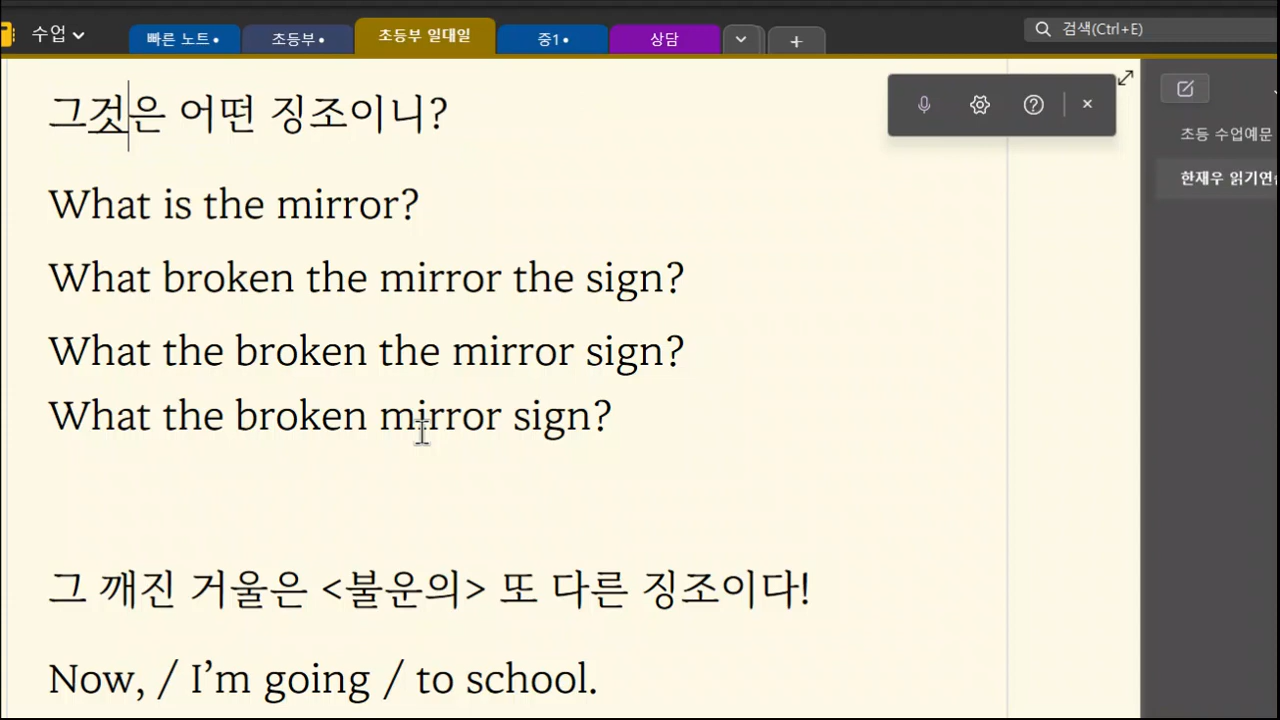 수업
빠른 노트•
초등부•
초등부 일대일
중1•
상담
검색(Ctrl+E)
그것은 어떤 징조이니?
What is the mirror?
What broken the mirror the sign?
What the broken the mirror sign?
What the broken mirror sign?
그 깨진 거울은 <불운의> 또 다른 징조이다!
Now, / I’m going / to school.
초등 수업예문
한재우 읽기연